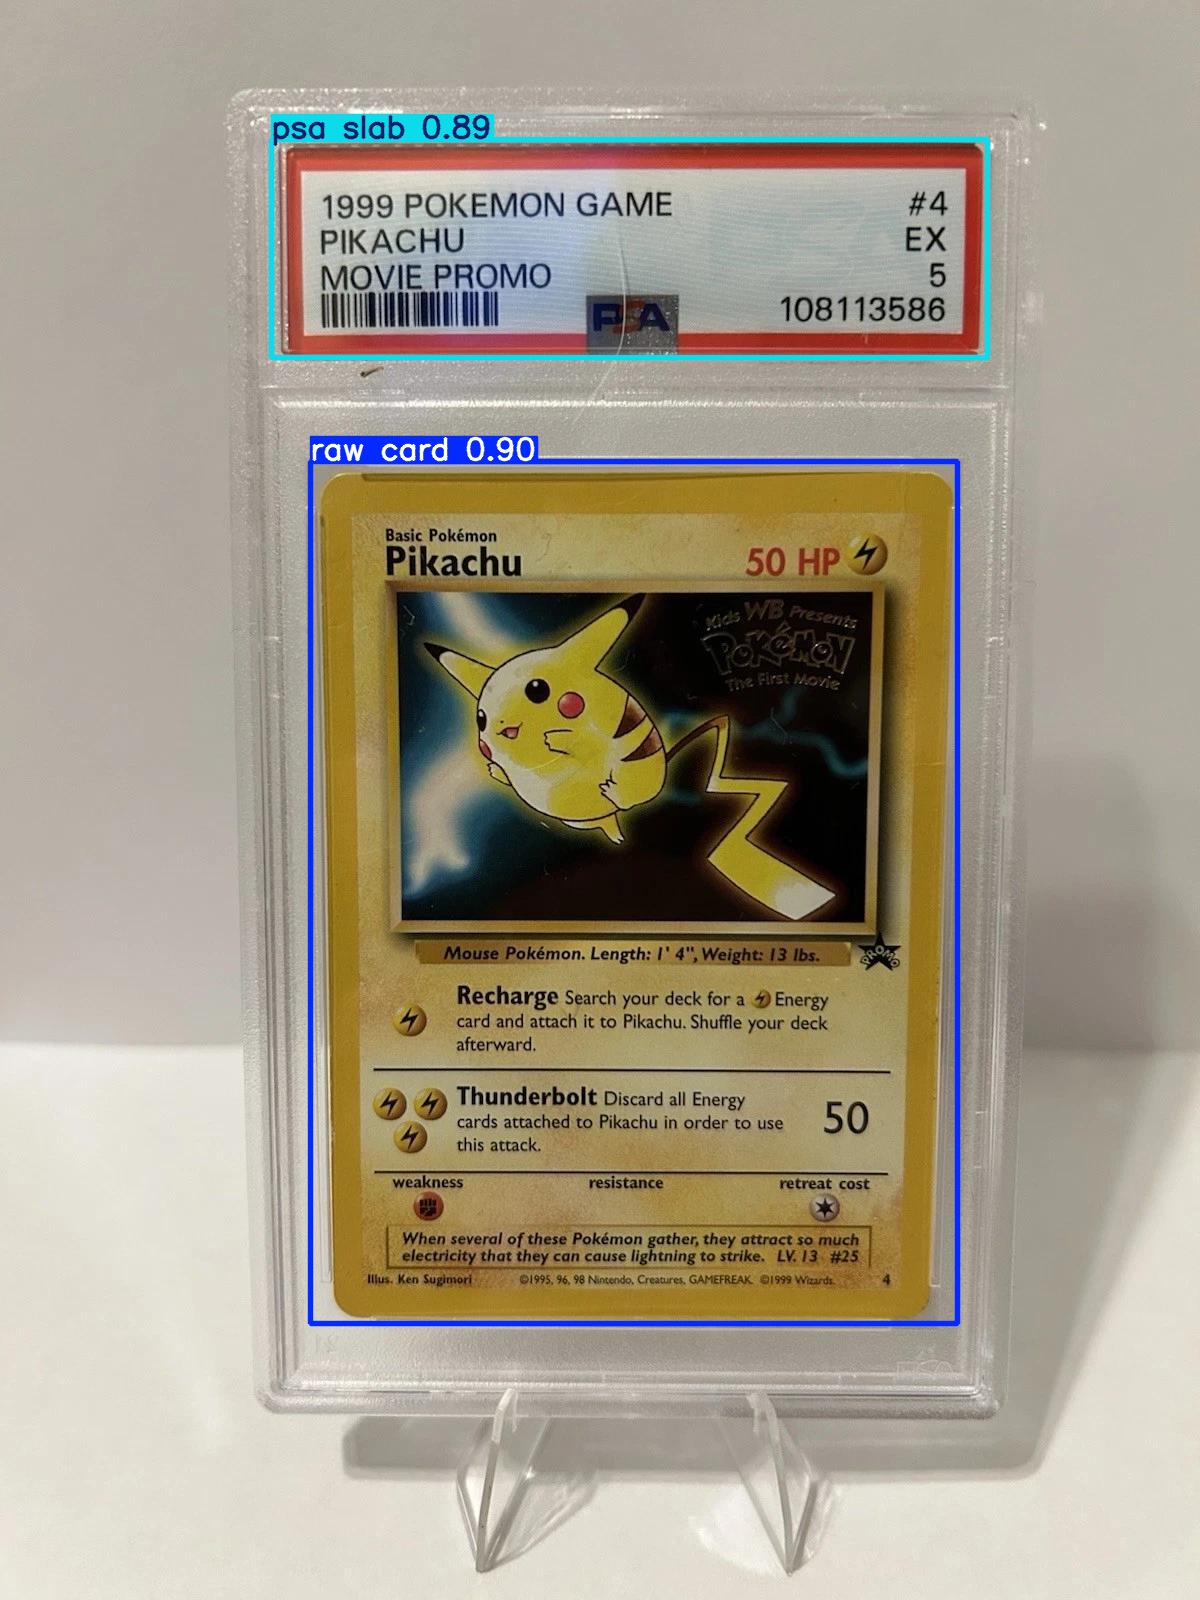 psa slab 0.89
1999 POKEMON GAME #4
PIKACHU EX
MOVIE PROMO 5
PSA 108113586
raw card 0.90
Basic Pokémon
Pikachu 50 HP
Kids WB Presents
POKéMON
The First Movie
Mouse Pokémon. Length: 1' 4", Weight: 13 lbs.
PROMO
Recharge Search your deck for a Energy
card and attach it to Pikachu. Shuffle your deck
afterward.
Thunderbolt Discard all Energy
cards attached to Pikachu in order to use
this attack.
50
weakness resistance retreat cost
When several of these Pokémon gather, they attract so much
electricity that they can cause lightning to strike. LV. 13 #25
Illus. Ken Sugimori ©1995, 96, 98 Nintendo, Creatures, GAMEFREAK. ©1999 Wizards. 4
PSA